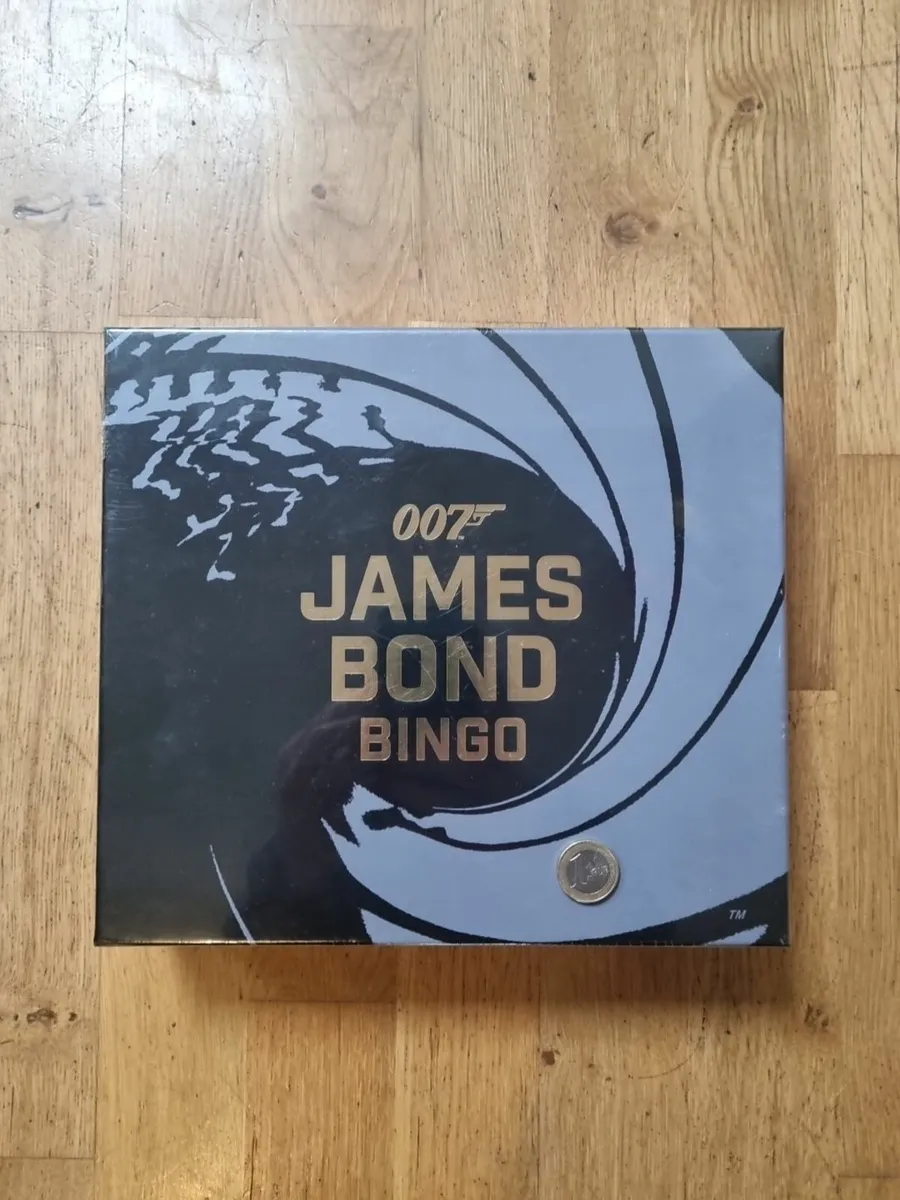 007
JAMES
BOND
BINGO
TM